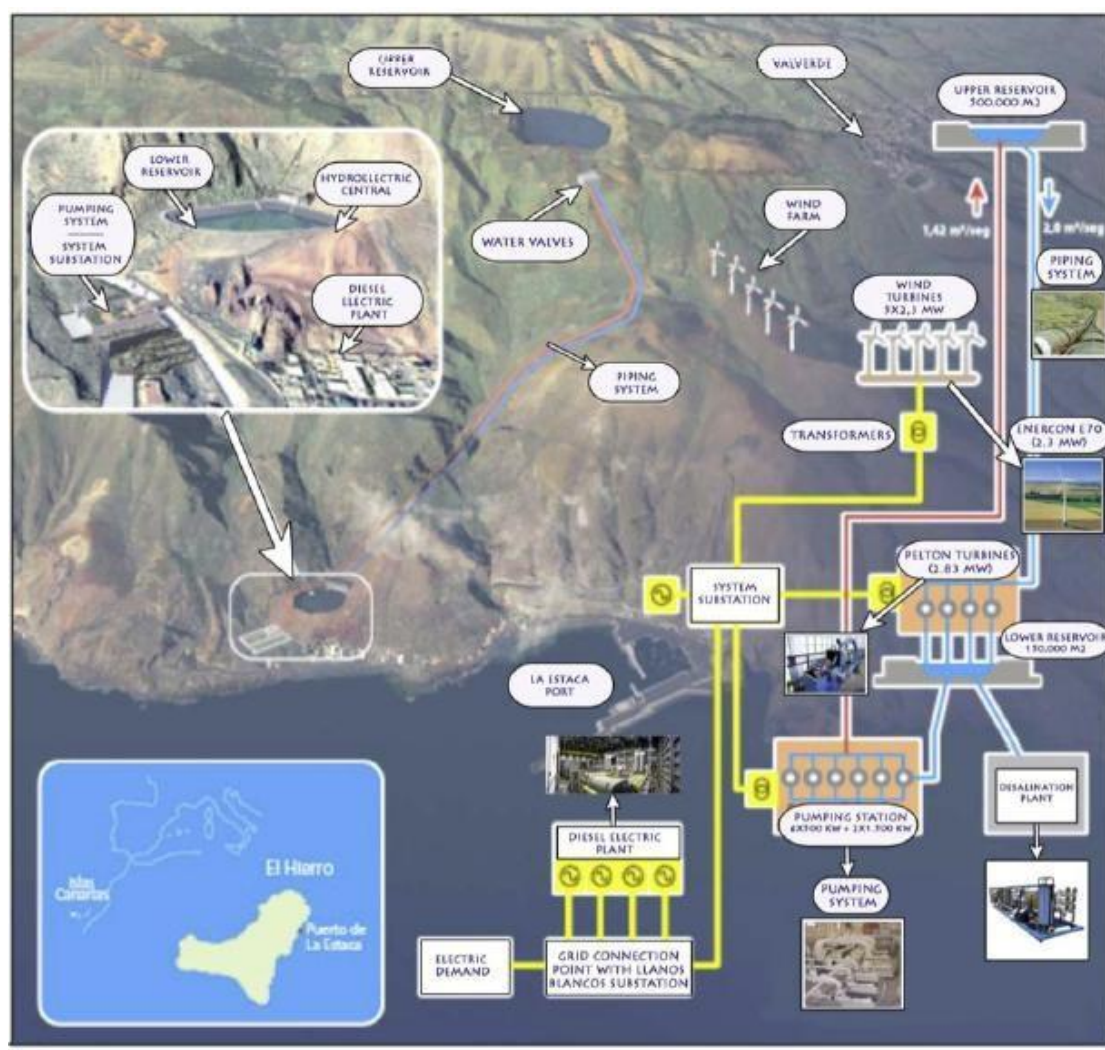 UPPER
RESERVOIR
VALVERDE
UPPER RESERVOIR
500.000 M2
LOWER
RESERVOIR
HYDROELECTRIC
CENTRAL
PUMPING
SYSTEM
SYSTEM
SUBSTATION
WATER VALVES
WIND
FARM
1,42 m³/seg
2,0 m³/seg
PIPING
SYSTEM
DIESEL
ELECTRIC
PLANT
WIND
TURBINES
5X2,3 MW
PIPING
SYSTEM
TRANSFORMERS
ENERCON E70
(2.3 MW)
PELTON TURBINES
(2.83 MW)
SYSTEM
SUBSTATION
LOWER RESERVOIR
150.000 M2
LA ESTACA
PORT
DESALINATION
PLANT
PUMPING STATION
6X500 KW + 2X1.500 KW
DIESEL ELECTRIC
PLANT
El Hierro
Islas
Canarias
Puerto de
La Estaca
PUMPING
SYSTEM
ELECTRIC
DEMAND
GRID CONNECTION
POINT WITH LLANOS
BLANCOS SUBSTATION